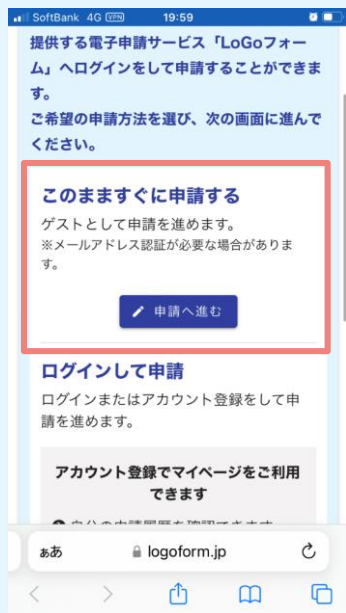 SoftBank 4G VPN 19:59
提供する電子申請サービス「LoGoフォー
ム」へログインをして申請することができま
す。
ご希望の申請方法を選び、次の画面に進んで
ください。
このまますぐに申請する
ゲストとして申請を進めます。
※メールアドレス認証が必要な場合がありま
す。
申請へ進む
ログインして申請
ログインまたはアカウント登録をして申
請を進めます。
アカウント登録でマイページをご利用
できます
ぁあ logoform.jp